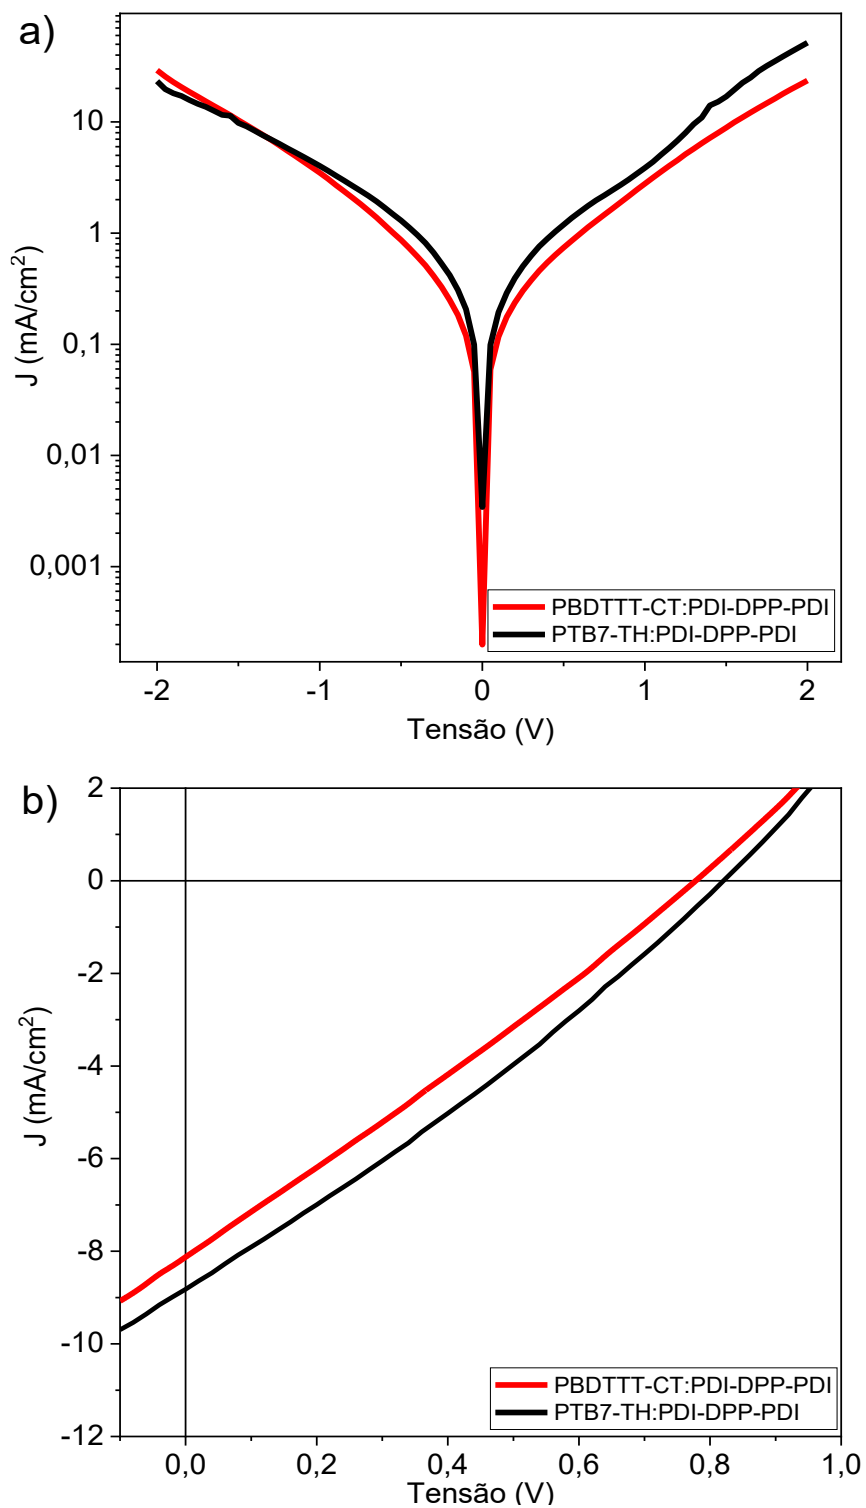 a)
J (mA/cm²)
10
1
0,1
0,01
0,001
PBDTTT-CT:PDI-DPP-PDI
PTB7-TH:PDI-DPP-PDI
-2 -1 0 1 2
Tensão (V)
b)
J (mA/cm²)
2
0
-2
-4
-6
-8
-10
-12
PBDTTT-CT:PDI-DPP-PDI
PTB7-TH:PDI-DPP-PDI
0,0 0,2 0,4 0,6 0,8 1,0
Tensão (V)